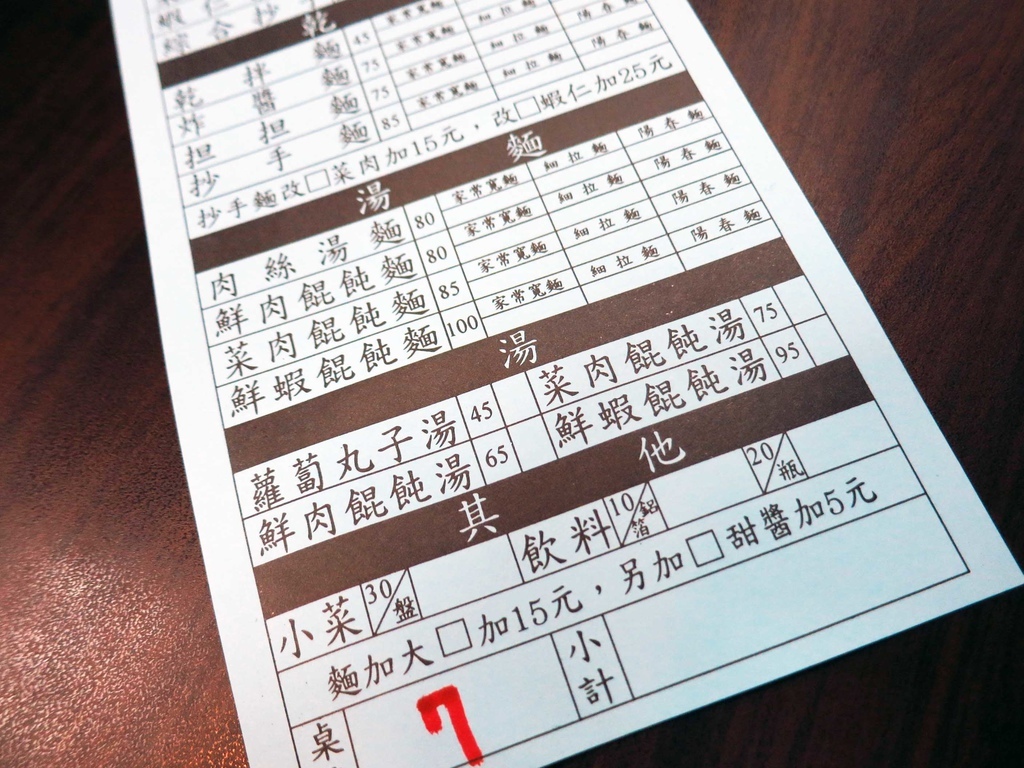 綜合抄
乾
乾拌麵 45 家常寬麵 細拉麵 陽春麵
炸醬麵 75 家常寬麵 細拉麵 陽春麵
担担麵 75 家常寬麵 細拉麵 陽春麵
抄手麵 85 家常寬麵 細拉麵 陽春麵
抄手麵改□菜肉加15元,改□蝦仁加25元
湯麵
肉絲湯麵 80 家常寬麵 細拉麵 陽春麵
鮮肉餛飩麵 80 家常寬麵 細拉麵 陽春麵
菜肉餛飩麵 85 家常寬麵 細拉麵 陽春麵
鮮蝦餛飩麵 100 家常寬麵 細拉麵 陽春麵
湯
蘿蔔丸子湯 45 菜肉餛飩湯 75
鮮肉餛飩湯 65 鮮蝦餛飩湯 95
其他
小菜 30/盤 飲料 10/鋁箔 20/瓶
麵加大□加15元,另加□甜醬加5元
桌 7 小計